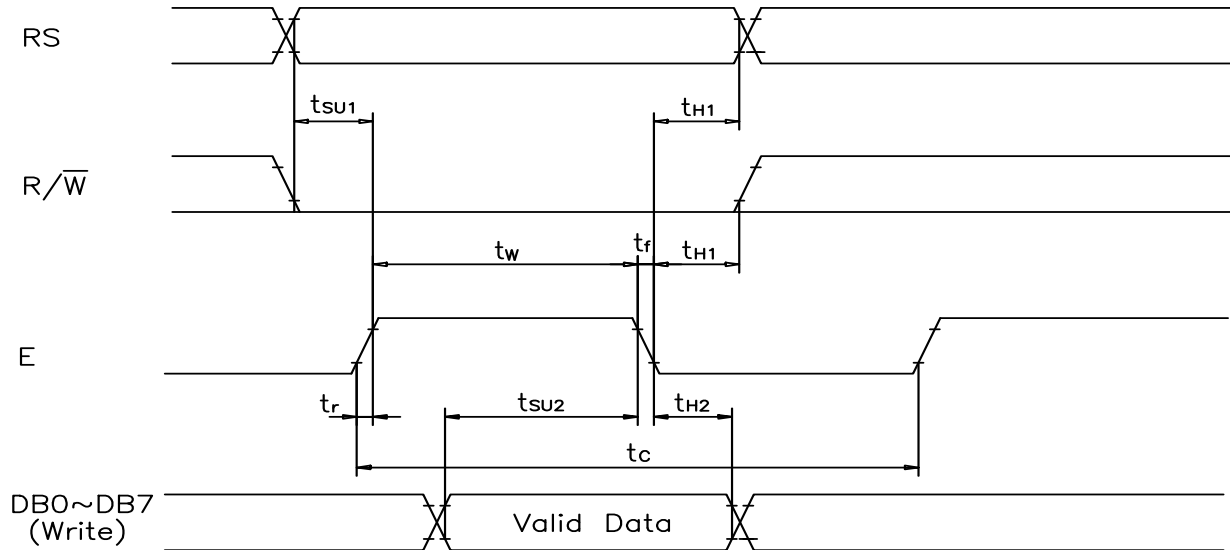 RS
tSU1
tH1
R/W̅
tW
tf
tH1
E
tr
tSU2
tH2
tC
DB0~DB7
(Write)
Valid Data